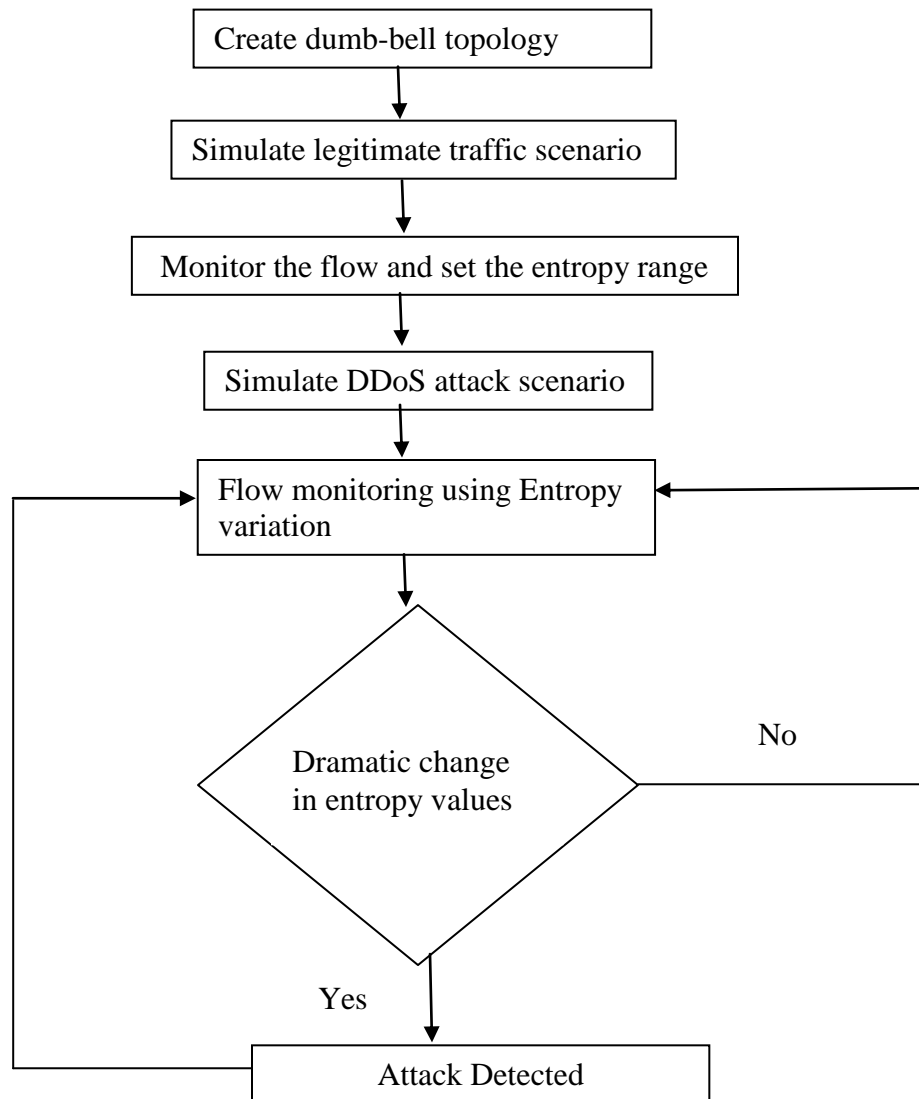 Create dumb-bell topology
Simulate legitimate traffic scenario
Monitor the flow and set the entropy range
Simulate DDoS attack scenario
Flow monitoring using Entropy
variation
Dramatic change
in entropy values
No
Yes
Attack Detected